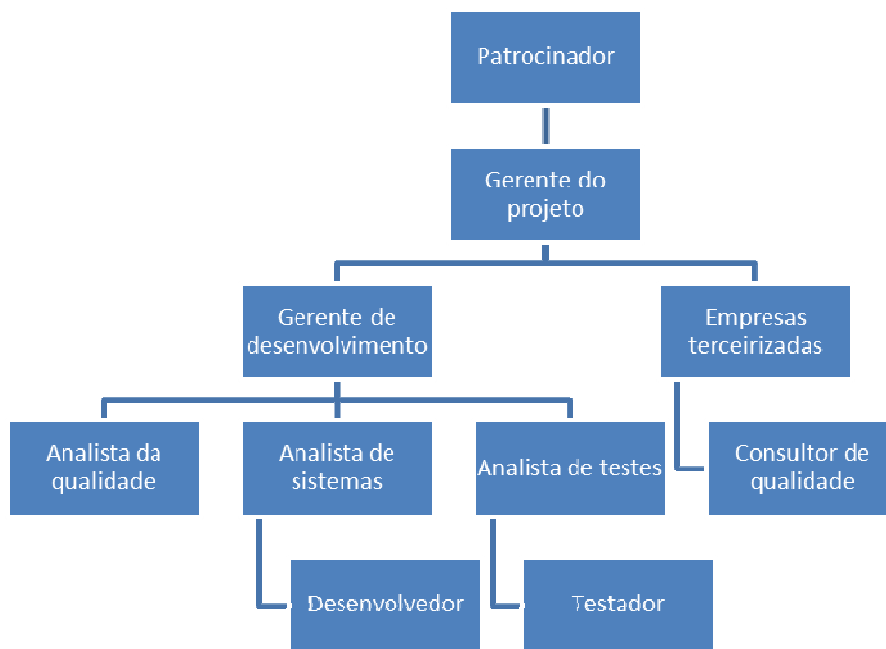 Patrocinador
Gerente do
projeto
Gerente de
desenvolvimento
Empresas
terceirizadas
Analista da
qualidade
Analista de
sistemas
Analista de testes
Consultor de
qualidade
Desenvolvedor
Testador